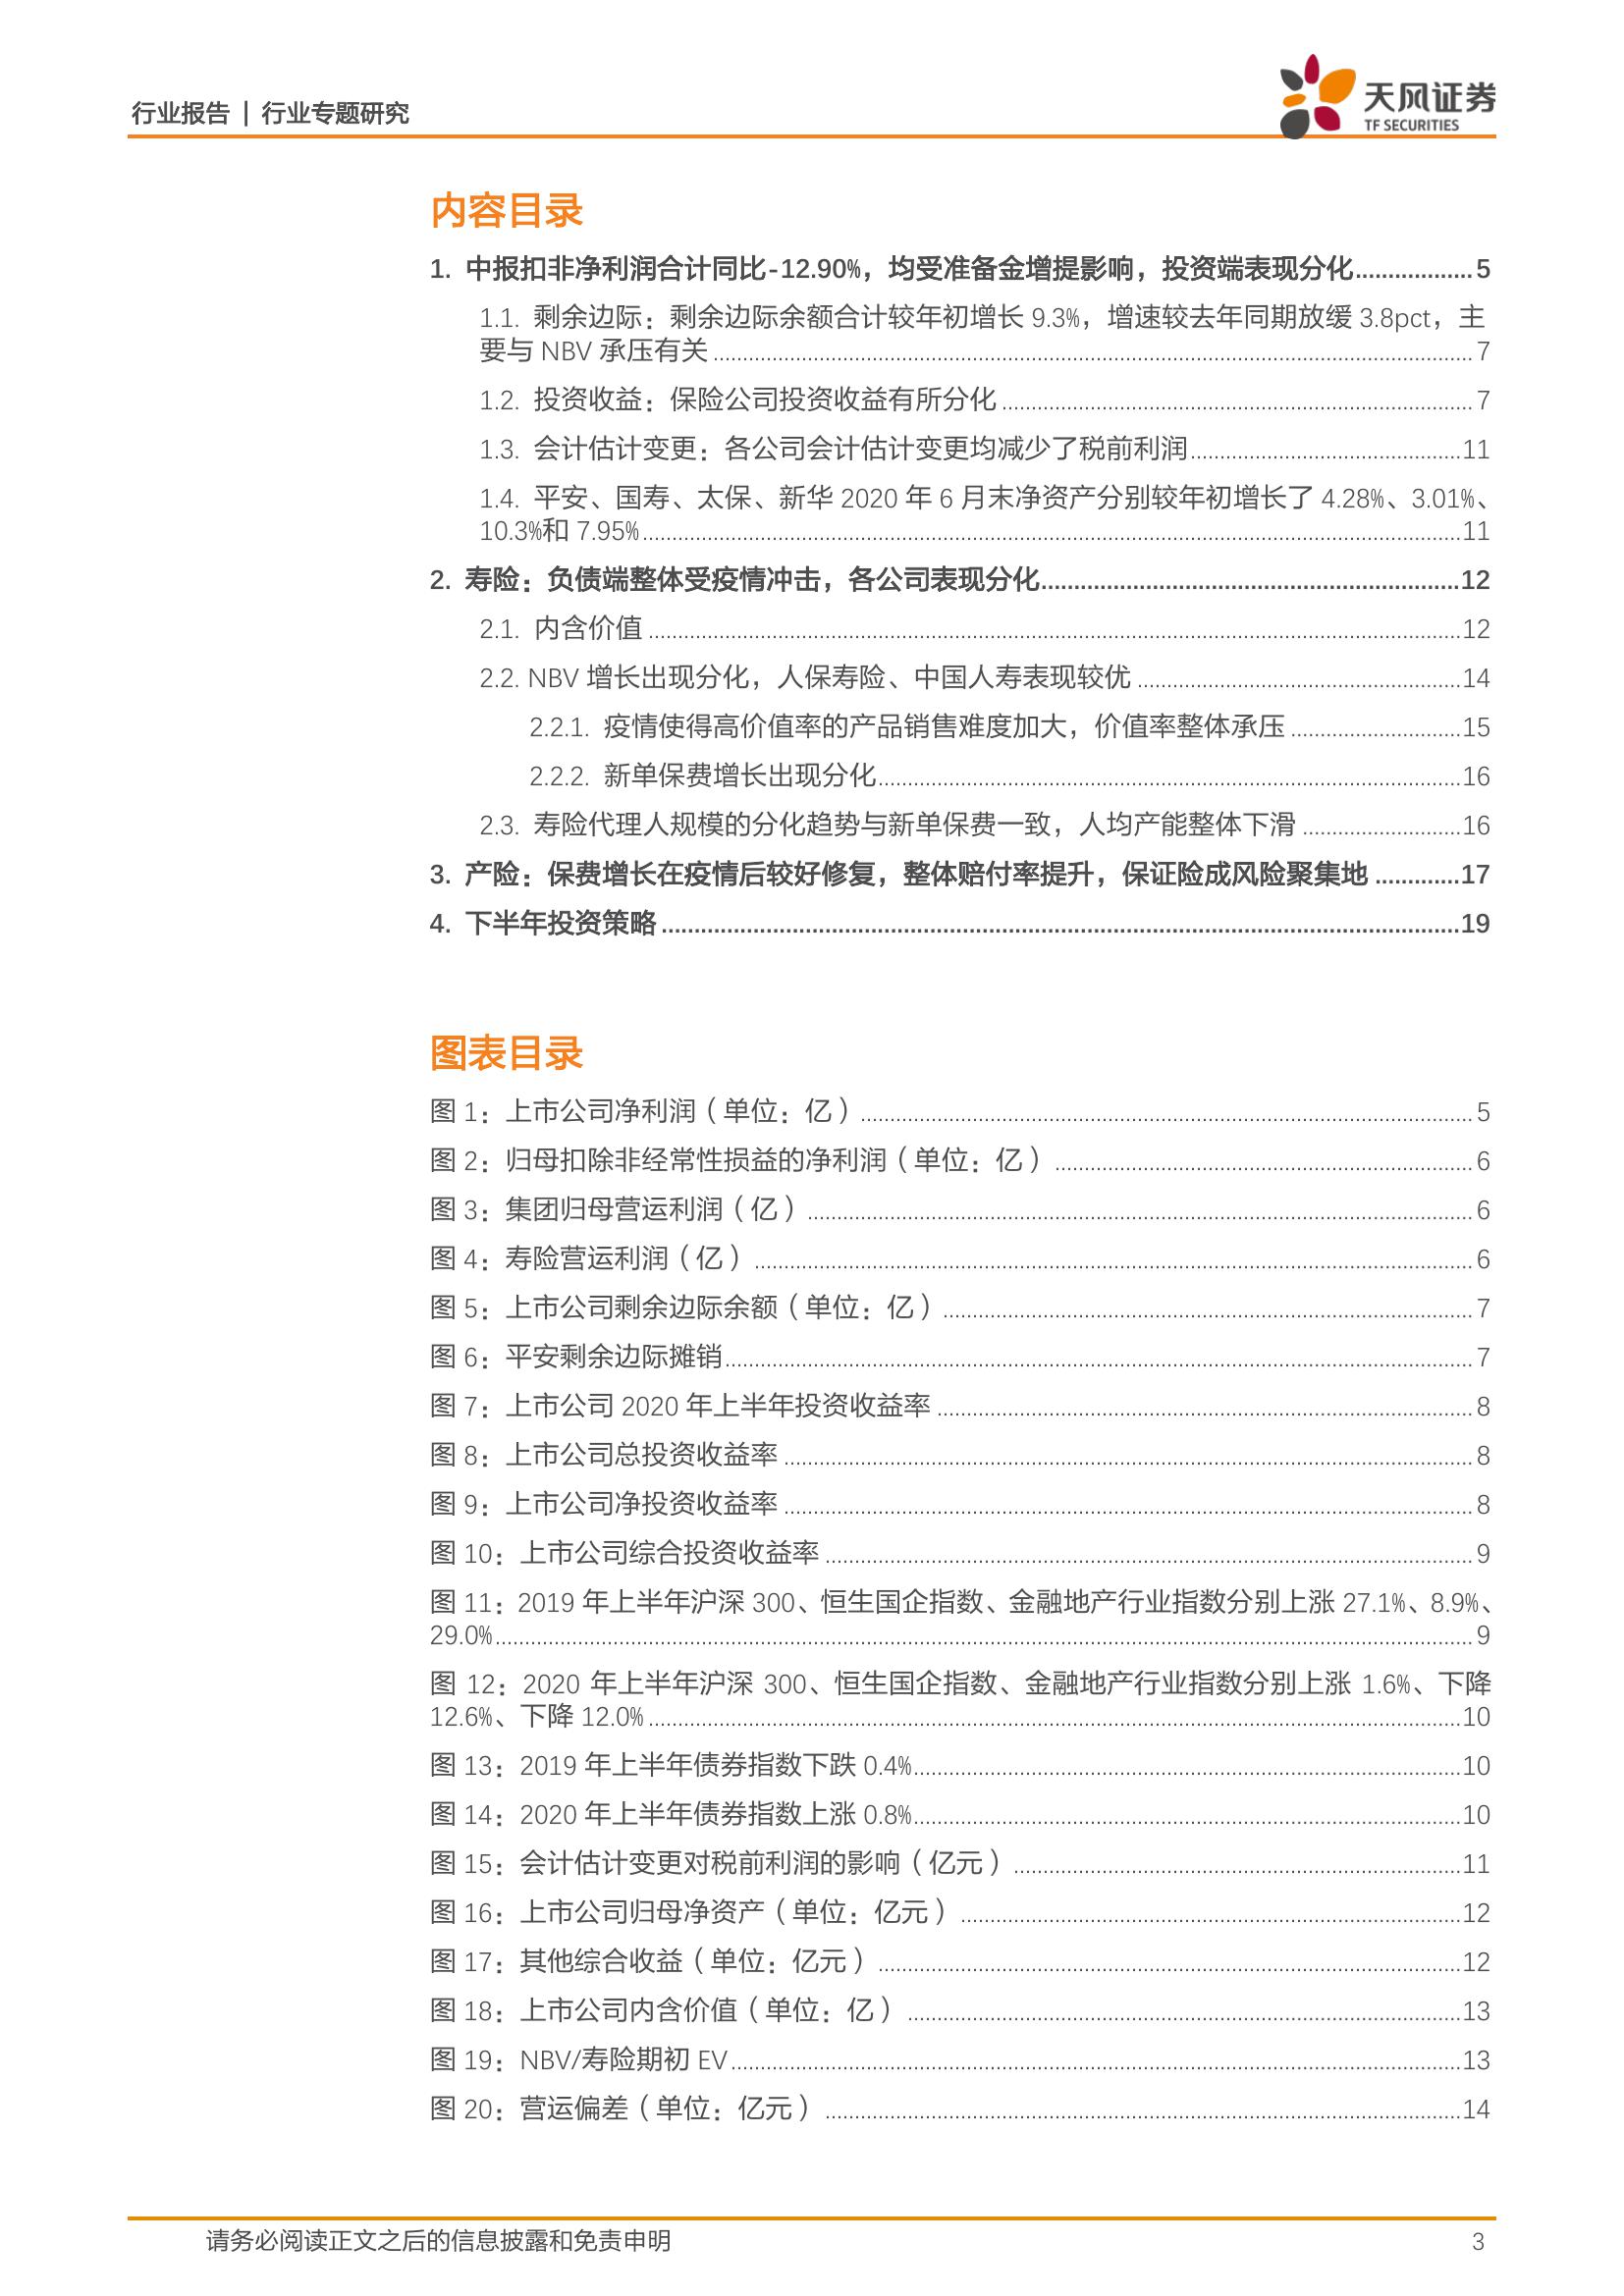 行业报告 | 行业专题研究
天风证券
TF SECURITIES
内容目录
1. 中报扣非净利润合计同比-12.90%，均受准备金增提影响，投资端表现分化..................5
1.1. 剩余边际：剩余边际余额合计较年初增长 9.3%，增速较去年同期放缓 3.8pct，主
要与 NBV 承压有关..................7
1.2. 投资收益：保险公司投资收益有所分化..................7
1.3. 会计估计变更：各公司会计估计变更均减少了税前利润..................11
1.4. 平安、国寿、太保、新华 2020 年 6 月末净资产分别较年初增长了 4.28%、3.01%、
10.3%和 7.95%..................11
2. 寿险：负债端整体受疫情冲击，各公司表现分化..................12
2.1. 内含价值..................12
2.2. NBV 增长出现分化，人保寿险、中国人寿表现较优..................14
2.2.1. 疫情使得高价值率的产品销售难度加大，价值率整体承压..................15
2.2.2. 新单保费增长出现分化..................16
2.3. 寿险代理人规模的分化趋势与新单保费一致，人均产能整体下滑..................16
3. 产险：保费增长在疫情后较好修复，整体赔付率提升，保证险成风险聚集地.............17
4. 下半年投资策略..................19
图表目录
图 1：上市公司净利润（单位：亿）..................5
图 2：归母扣除非经常性损益的净利润（单位：亿）..................6
图 3：集团归母营运利润（亿）..................6
图 4：寿险营运利润（亿）..................6
图 5：上市公司剩余边际余额（单位：亿）..................7
图 6：平安剩余边际摊销..................7
图 7：上市公司 2020 年上半年投资收益率..................8
图 8：上市公司总投资收益率..................8
图 9：上市公司净投资收益率..................8
图 10：上市公司综合投资收益率..................9
图 11：2019 年上半年沪深 300、恒生国企指数、金融地产行业指数分别上涨 27.1%、8.9%、
29.0%..................9
图 12：2020 年上半年沪深 300、恒生国企指数、金融地产行业指数分别上涨 1.6%、下降
12.6%、下降 12.0%..................10
图 13：2019 年上半年债券指数下跌 0.4%..................10
图 14：2020 年上半年债券指数上涨 0.8%..................10
图 15：会计估计变更对税前利润的影响（亿元）..................11
图 16：上市公司归母净资产（单位：亿元）..................12
图 17：其他综合收益（单位：亿元）..................12
图 18：上市公司内含价值（单位：亿）..................13
图 19：NBV/寿险期初 EV..................13
图 20：营运偏差（单位：亿元）..................14
请务必阅读正文之后的信息披露和免责申明
3